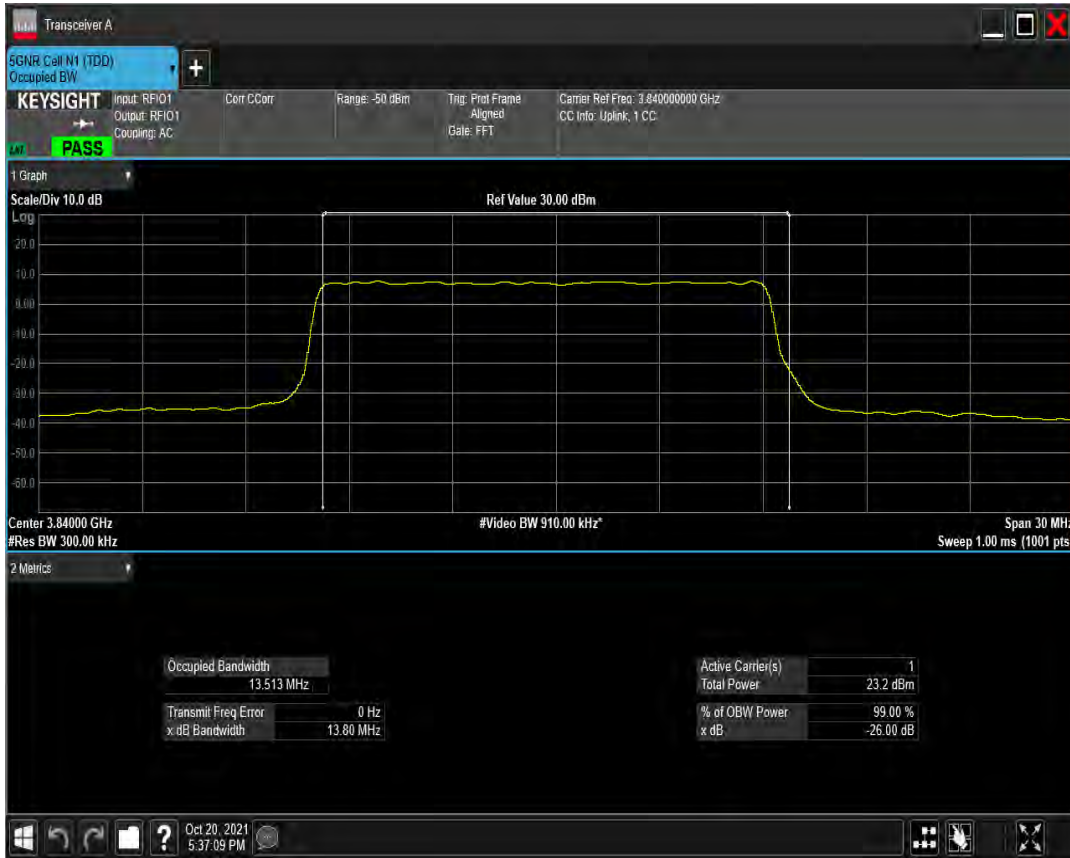 Transceiver A
5GNR Cell N1 (TDD)
Occupied BW
+
KEYSIGHT
Input: RFIO1
Output: RFIO1
Coupling: AC
Corr CCorr
Range: -50 dBm
Trig: Prot Frame
Aligned
Gate: FFT
Carrier Ref Freq: 3.840000000 GHz
CC Info: Uplink, 1 CC
PASS
1 Graph
Scale/Div 10.0 dB
Ref Value 30.00 dBm
Log
20.0
10.0
0.00
-10.0
-20.0
-30.0
-40.0
-50.0
-60.0
Center 3.84000 GHz
#Video BW 910.00 kHz*
Span 30 MHz
#Res BW 300.00 kHz
Sweep 1.00 ms (1001 pts
2 Metrics
Occupied Bandwidth
13.513 MHz
Transmit Freq Error 0 Hz
x dB Bandwidth 13.80 MHz
Active Carrier(s) 1
Total Power 23.2 dBm
% of OBW Power 99.00 %
x dB -26.00 dB
?
Oct 20, 2021
5:37:09 PM